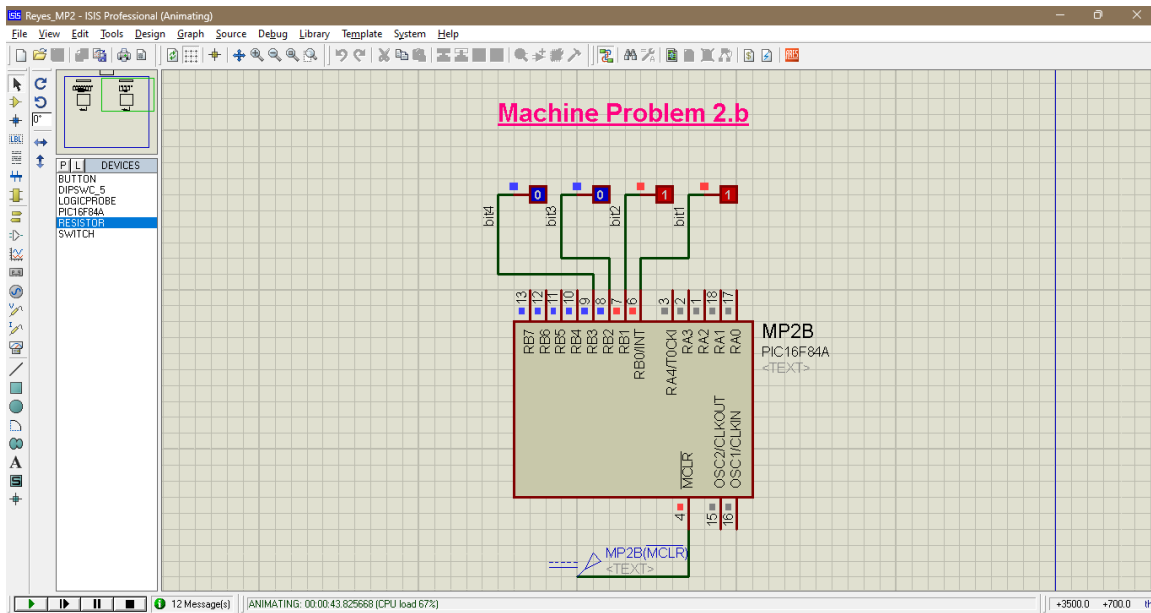 Reyes_MP2 - ISIS Professional (Animating)
File View Edit Tools Design Graph Source Debug Library Template System Help
0°
LBL
P L DEVICES
BUTTON
DIPSWC_5
LOGICPROBE
PIC16F84A
RESISTOR
SWITCH
Machine Problem 2.b
0 0 1 1
bit4 bit3 bit2 bit1
13 12 11 10 9 8 7 6 3 2 1 18 17
RB7 RB6 RB5 RB4 RB3 RB2 RB1 RB0/INT RA4/T0CKI RA3 RA2 RA1 RA0
MP2B
PIC16F84A
<TEXT>
MCLR OSC2/CLKOUT OSC1/CLKIN
4 15 16
MP2B(MCLR)
<TEXT>
12 Message(s) ANIMATING: 00:00:43.825668 (CPU load 67%) +3500.0 +700.0 th